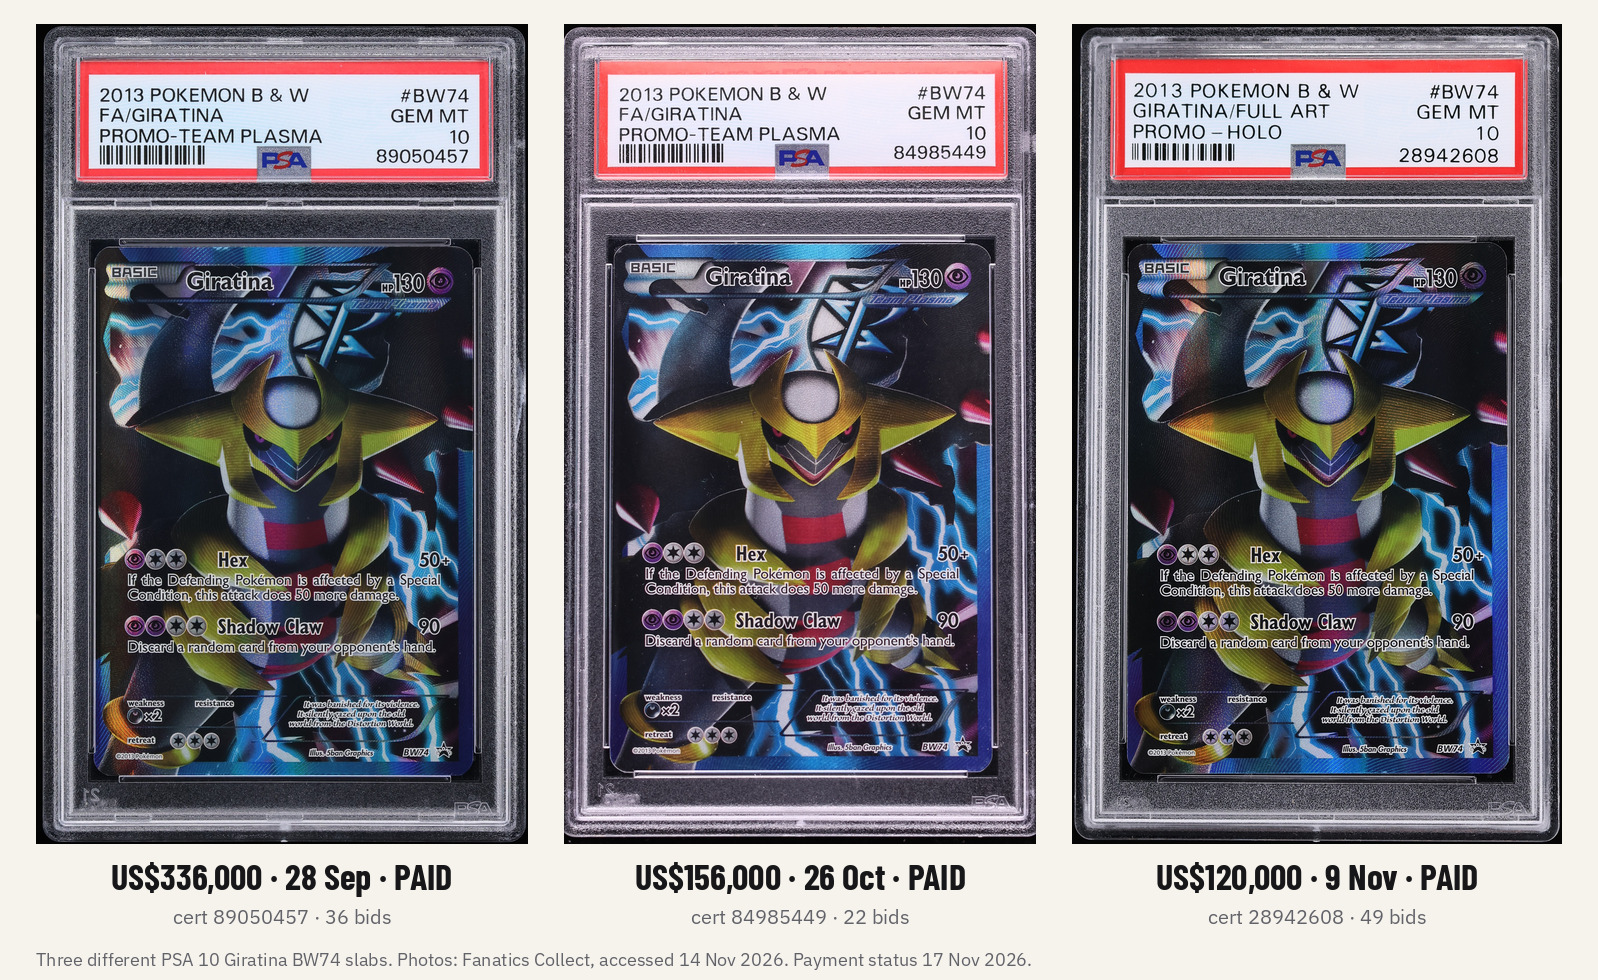 2013 POKEMON B & W #BW74
FA/GIRATINA GEM MT
PROMO-TEAM PLASMA 10
PSA 89050457
BASIC Giratina HP130
Team Plasma
Hex 50+
If the Defending Pokémon is affected by a Special
Condition, this attack does 50 more damage.
Shadow Claw 90
Discard a random card from your opponent's hand.
weakness resistance
×2
It was banished for its violence.
It silently gazed upon the old
world from the Distortion World.
retreat
©2013 Pokémon Illus. 5ban Graphics BW74
PSA
US$336,000 · 28 Sep · PAID
cert 89050457 · 36 bids
2013 POKEMON B & W #BW74
FA/GIRATINA GEM MT
PROMO-TEAM PLASMA 10
PSA 84985449
BASIC Giratina HP130
Team Plasma
Hex 50+
If the Defending Pokémon is affected by a Special
Condition, this attack does 50 more damage.
Shadow Claw 90
Discard a random card from your opponent's hand.
weakness resistance
×2
It was banished for its violence.
It silently gazed upon the old
world from the Distortion World.
retreat
©2013 Pokémon Illus. 5ban Graphics BW74
PSA
US$156,000 · 26 Oct · PAID
cert 84985449 · 22 bids
2013 POKEMON B & W #BW74
GIRATINA/FULL ART GEM MT
PROMO – HOLO 10
PSA 28942608
BASIC Giratina HP130
Team Plasma
Hex 50+
If the Defending Pokémon is affected by a Special
Condition, this attack does 50 more damage.
Shadow Claw 90
Discard a random card from your opponent's hand.
weakness resistance
×2
It was banished for its violence.
It silently gazed upon the old
world from the Distortion World.
retreat
©2013 Pokémon Illus. 5ban Graphics BW74
PSA
US$120,000 · 9 Nov · PAID
cert 28942608 · 49 bids
Three different PSA 10 Giratina BW74 slabs. Photos: Fanatics Collect, accessed 14 Nov 2026. Payment status 17 Nov 2026.